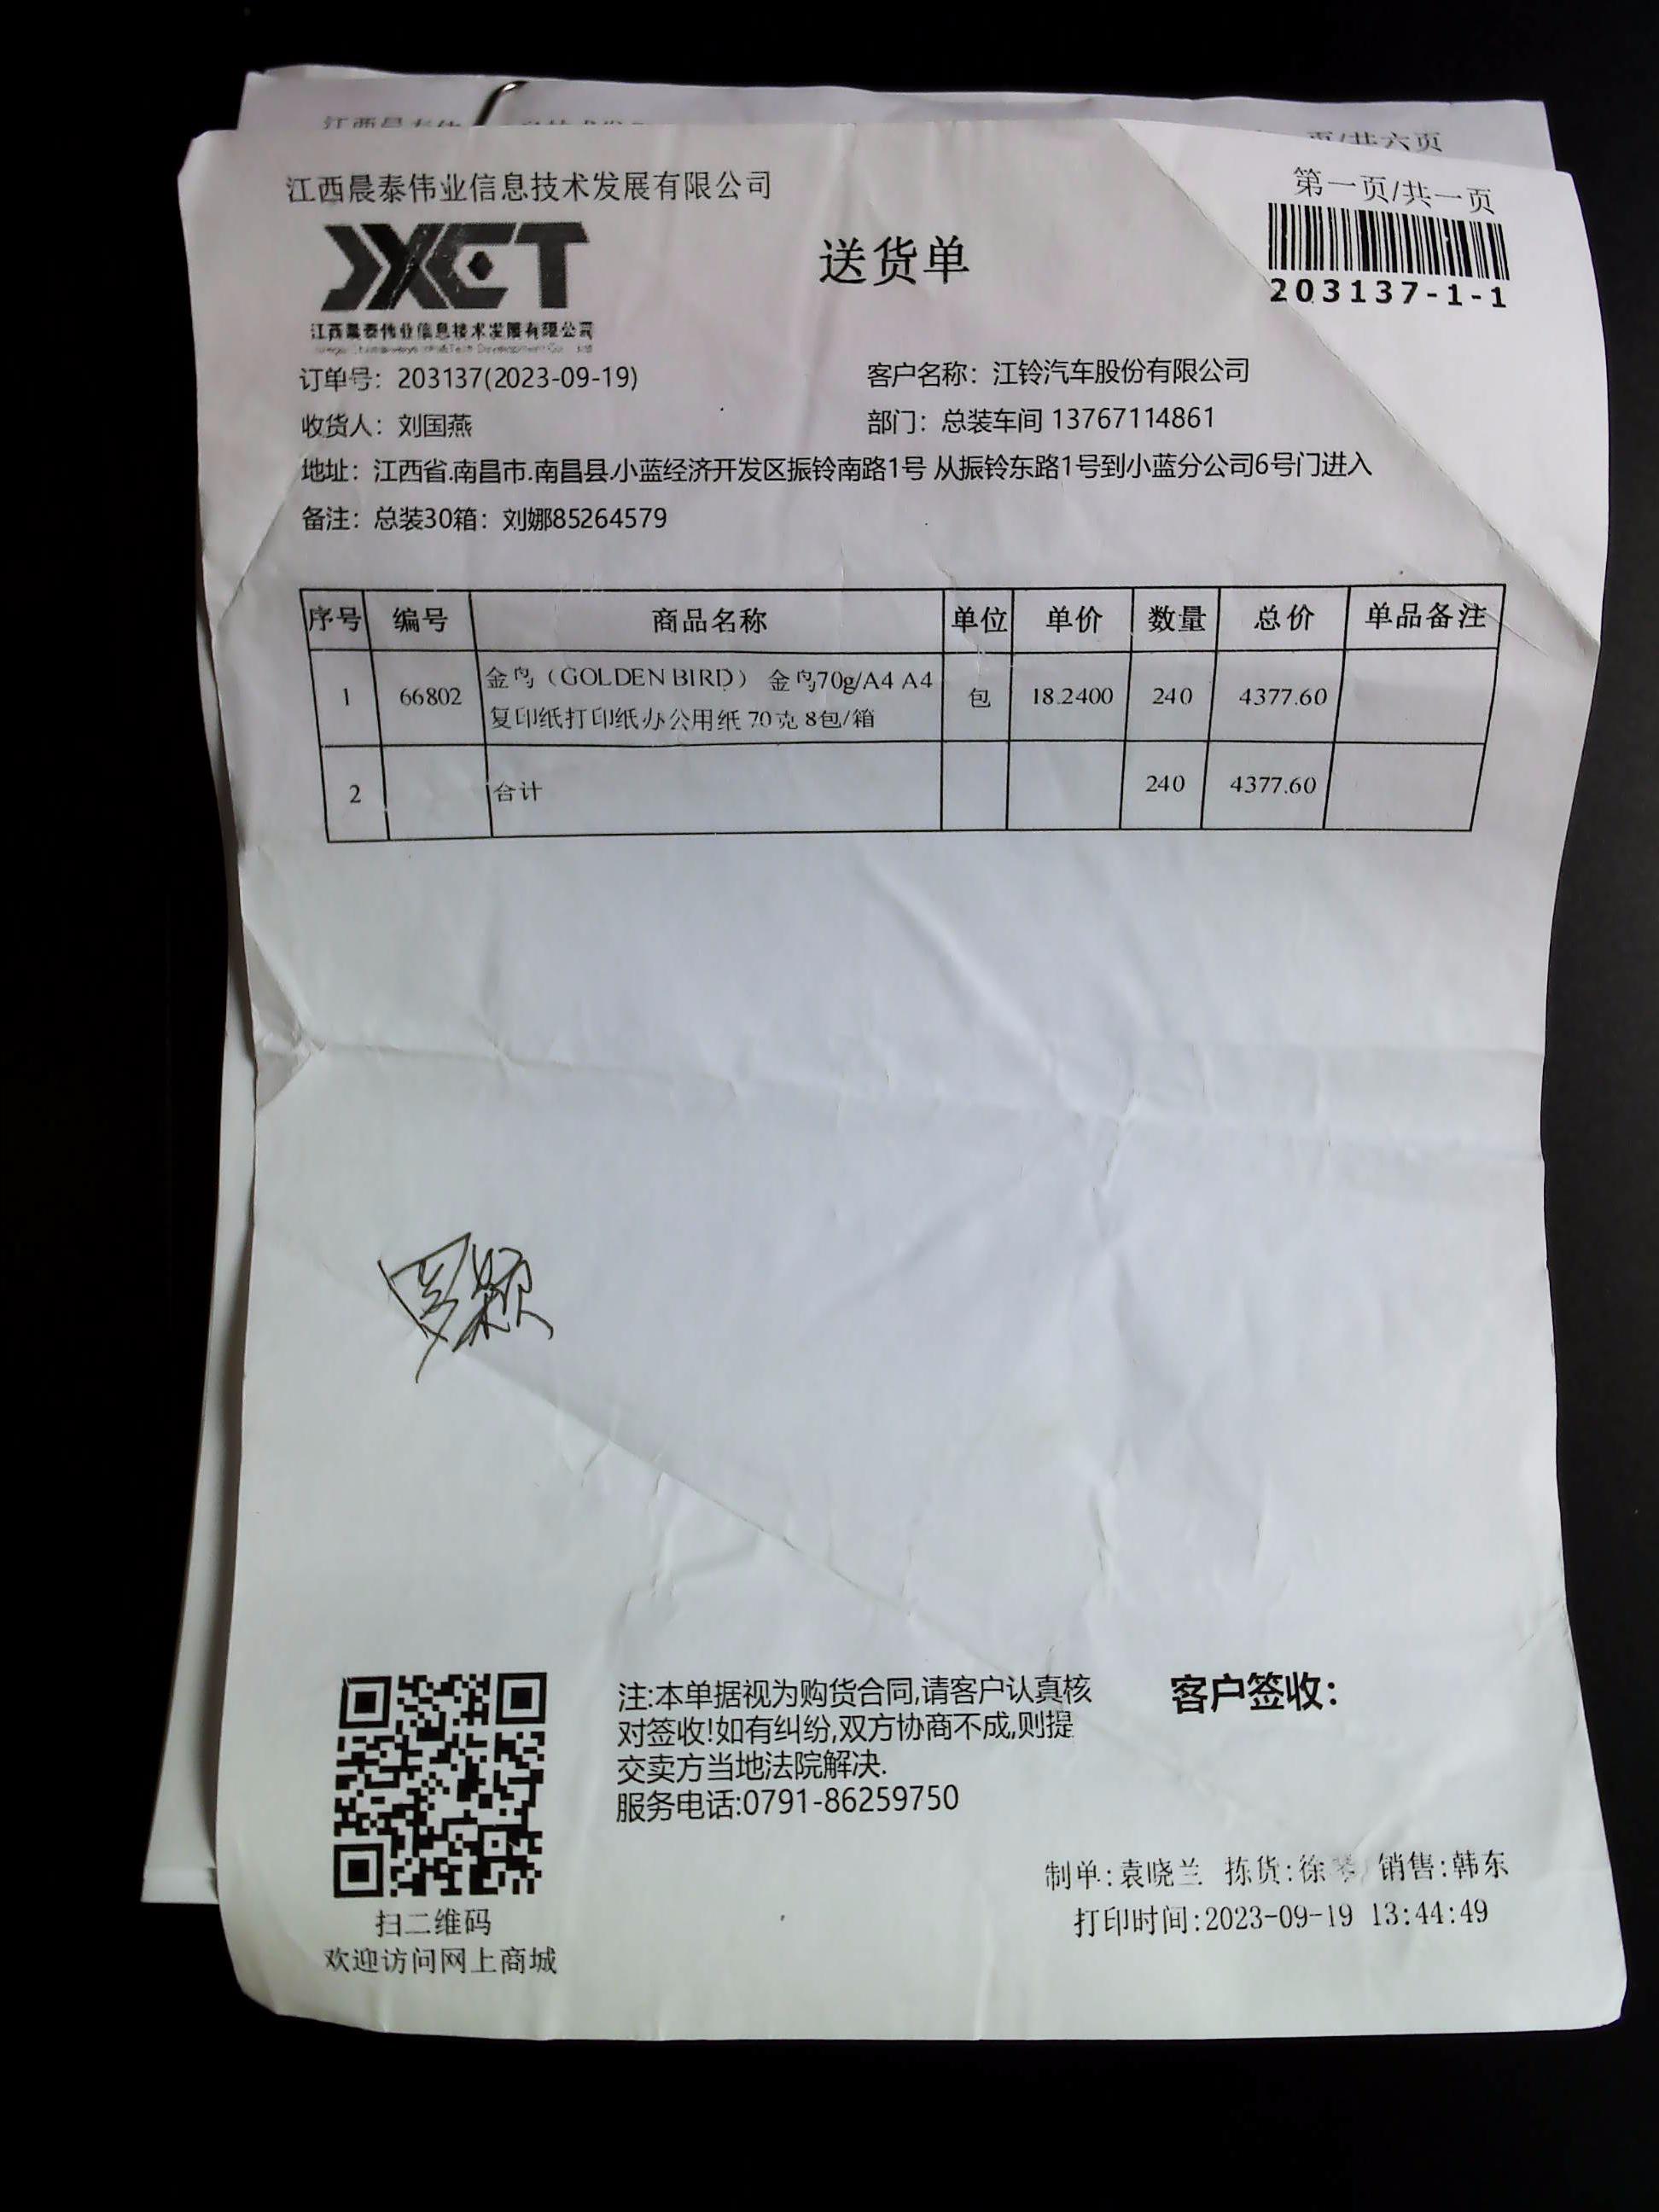 页/共六页
江西晨泰伟业信息技术发展有限公司
第一页/共一页
JXCT
送货单
203137-1-1
江西晨泰伟业信息技术发展有限公司
订单号：203137(2023-09-19)
客户名称：江铃汽车股份有限公司
收货人：刘国燕
部门：总装车间 13767114861
地址：江西省.南昌市.南昌县.小蓝经济开发区振铃南路1号 从振铃东路1号到小蓝分公司6号门进入
备注：总装30箱：刘娜85264579
序号 编号 商品名称 单位 单价 数量 总价 单品备注
1 66802 金鸟（GOLDEN BIRD） 金鸟70g/A4 A4 包 18.2400 240 4377.60
复印纸打印纸办公用纸 70克 8包/箱
2 合计 240 4377.60
注:本单据视为购货合同,请客户认真核
对签收!如有纠纷,双方协商不成,则提
交卖方当地法院解决.
服务电话:0791-86259750
客户签收：
制单:袁晓兰 拣货:徐 销售:韩东
打印时间:2023-09-19 13:44:49
扫二维码
欢迎访问网上商城